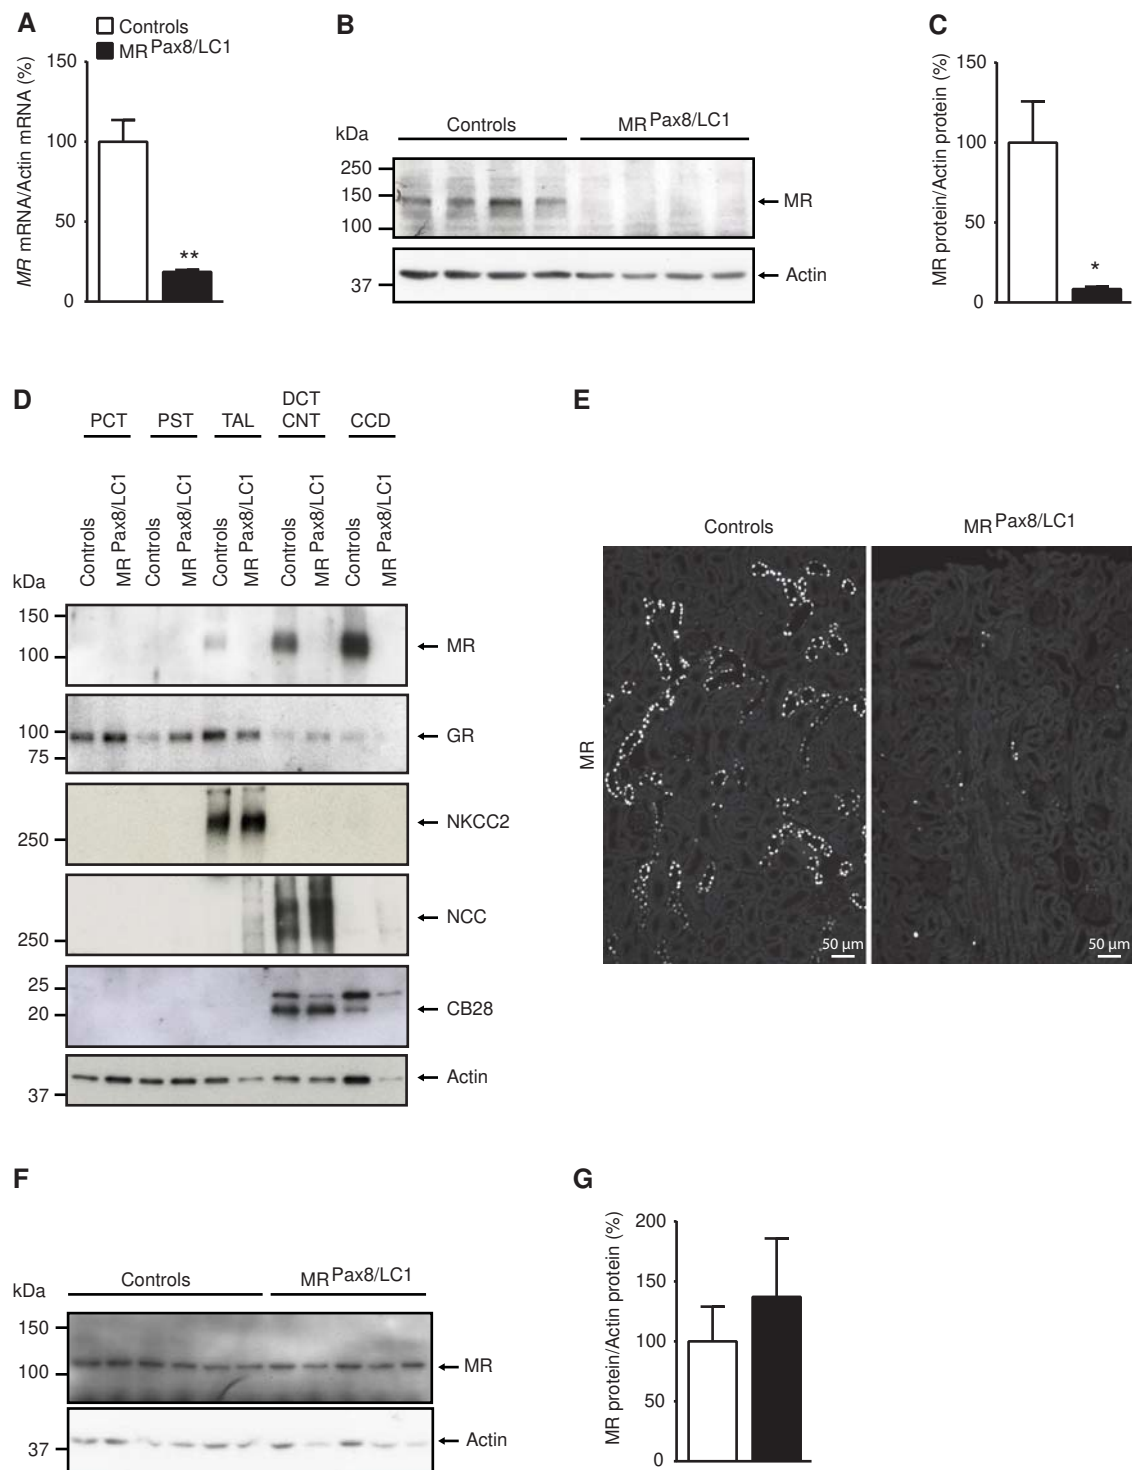 A
Controls
MR Pax8/LC1
MR mRNA/Actin mRNA (%)
150
100
50
0
**
B
kDa
Controls
MR Pax8/LC1
250
150
100
MR
37
Actin
C
MR protein/Actin protein (%)
150
100
50
0
*
D
PCT
PST
TAL
DCT
CNT
CCD
Controls
MR Pax8/LC1
Controls
MR Pax8/LC1
Controls
MR Pax8/LC1
Controls
MR Pax8/LC1
Controls
MR Pax8/LC1
kDa
150
100
MR
100
75
GR
250
NKCC2
250
NCC
25
20
CB28
37
Actin
E
Controls
MR Pax8/LC1
MR
50 µm
50 µm
F
kDa
Controls
MR Pax8/LC1
150
100
MR
37
Actin
G
MR protein/Actin protein (%)
200
150
100
50
0